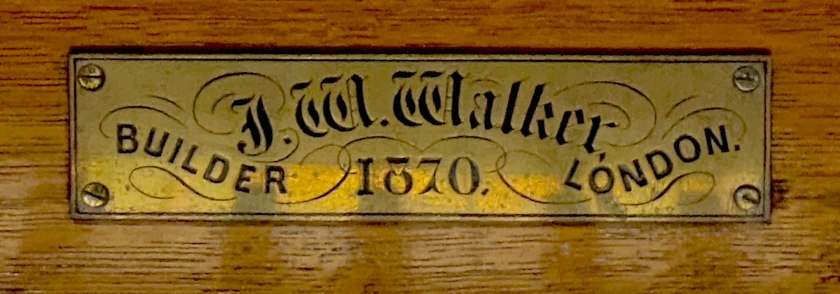 J. W. Walker
BUILDER 1870. LONDON.